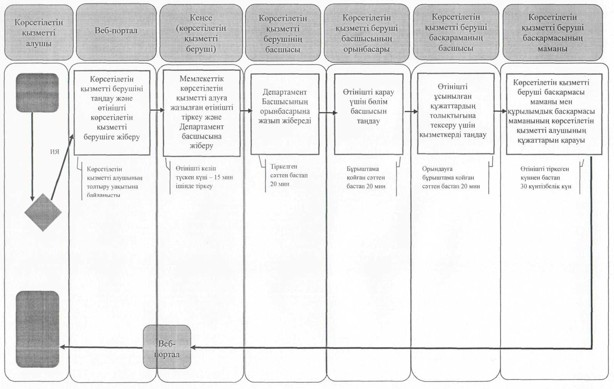 Көрсетілетін
қызметті
алушы
Веб-портал
Кеңсе
(көрсетілетін
қызметті
беруші)
Көрсетілетін
қызметті
берушінің
басшысы
Көрсетілетін
қызметті беруші
басшысының
орынбасары
Көрсетілетін
қызметті беруші
басқараманың
басшысы
Көрсетілетін
қызметті беруші
басқармасының
маманы
ИЯ
Көрсетілетін
қызметті берушіні
таңдау және
өтінішті
көрсетілетін
қызметті
берушіге жіберу
Мемлекеттік
көрсетілетін
қызметті алуға
жазылған өтінішті
тіркеу және
Департамент
басшысына
жіберу
Департамент
Басшысының
орынбасарына
жазып жібереді
Өтінішті қарау
үшін бөлім
басшысын
таңдау
Өтінішті
ұсынылған
құжаттардың
толықтығына
тексеру үшін
қызметкерді таңдау
Көрсетілетін қызметті
беруші басқармасы
маманы мен
құрылымдық басқармасы
маманының көрсетілетін
қызметті алушының
құжаттарын қарауы
Көрсетілетін
қызметті алушының
толтыру уақытына
байланысты
Өтінішті келіп
түскен күні – 15 мин
ішінде тіркеу
Тіркелген
сәттен бастап
20 мин
Бұрыштама
қойған сәттен
бастап 20 мин
Орындауға
бұрыштама қойған
сәттен бастап 20 мин
Өтінімді тіркеген
күннен бастап
30 күнтізбелік күн
Веб-
портал